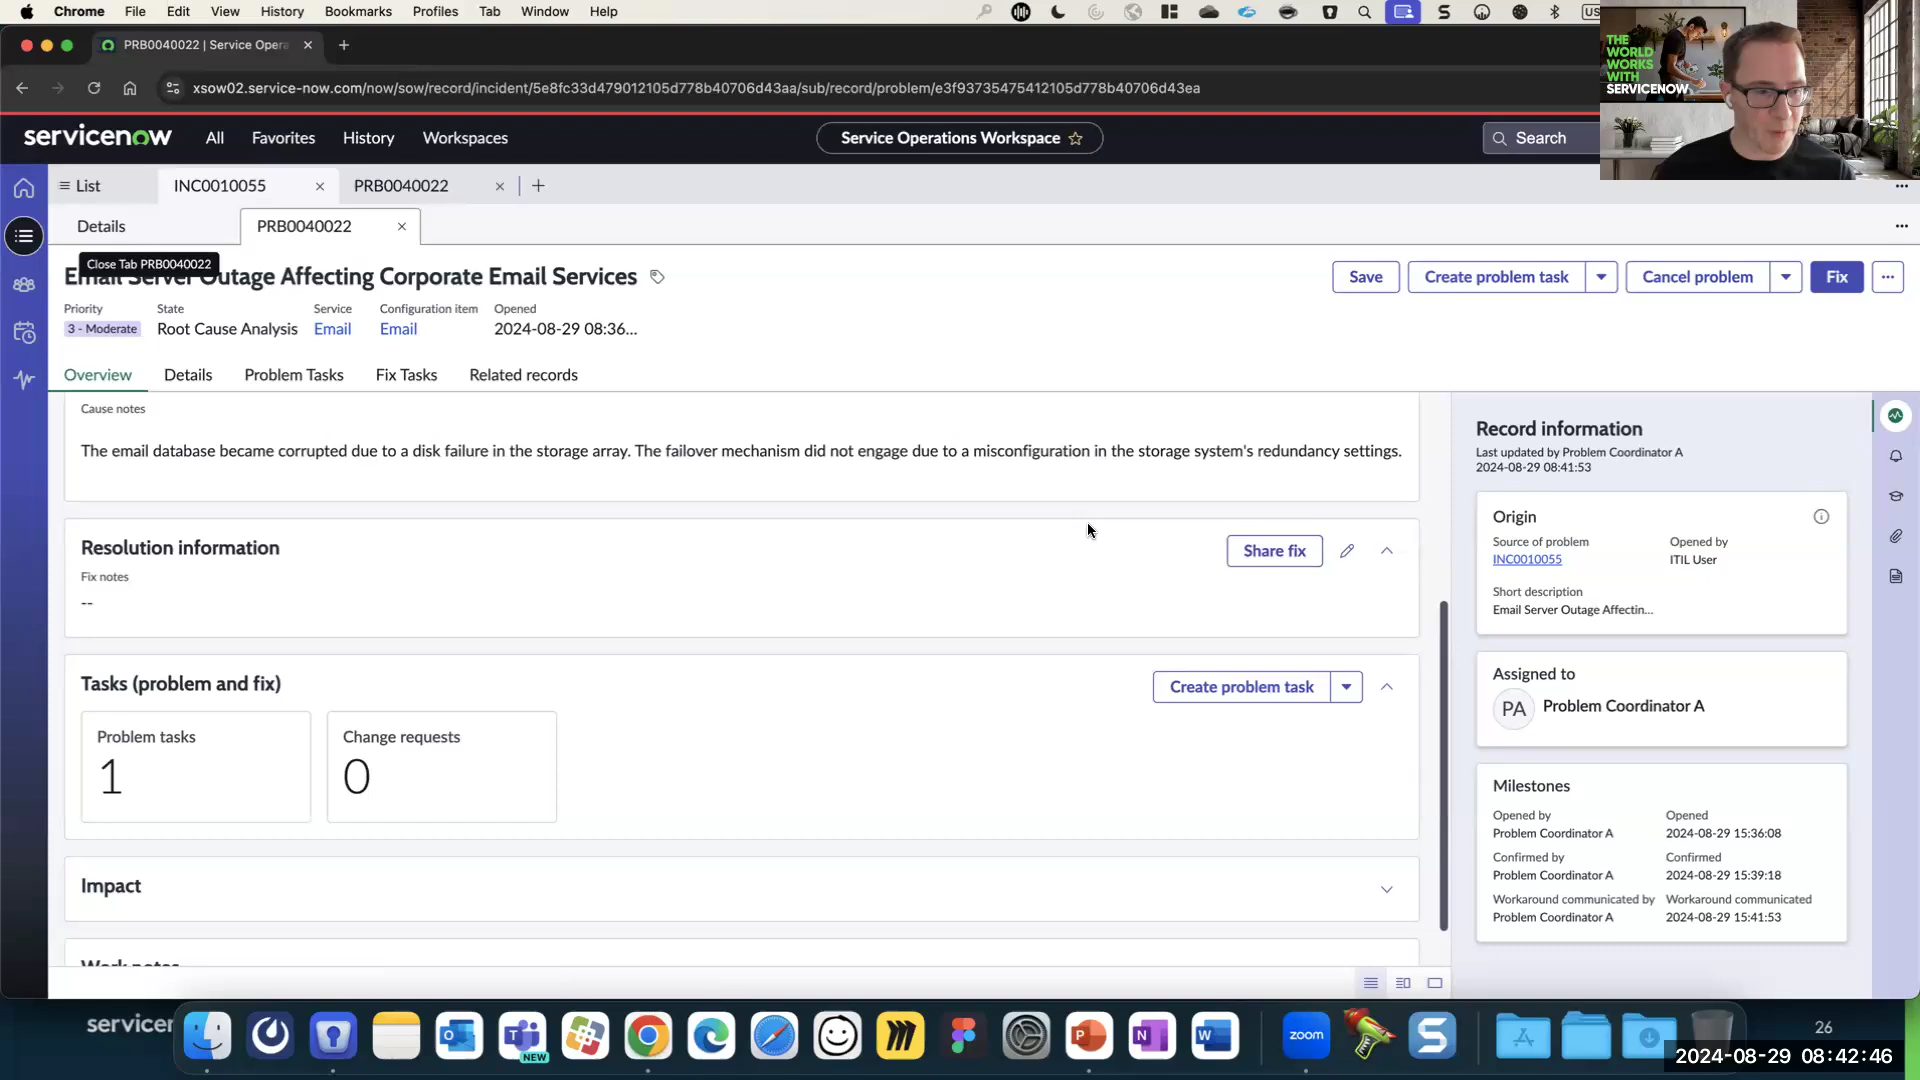 Chrome File Edit View History Bookmarks Profiles Tab Window Help
THE
WORLD
WORKS
WITH
SERVICENOW
xsow02.service-now.com/now/sow/record/incident/5e8fc33d479012105d778b40706d43aa/sub/record/problem/e3f93735475412105d778b40706d43ea
servicenow All Favorites History Workspaces Service Operations Workspace Search
List INC0010055 PRB0040022
Details PRB0040022
Close Tab PRB0040022
Email Server Outage Affecting Corporate Email Services
Save Create problem task Cancel problem Fix
Priority State Service Configuration item Opened
3 - Moderate Root Cause Analysis Email Email 2024-08-29 08:36...
Overview Details Problem Tasks Fix Tasks Related records
Cause notes
The email database became corrupted due to a disk failure in the storage array. The failover mechanism did not engage due to a misconfiguration in the storage system's redundancy settings.
Resolution information
Share fix
Fix notes
--
Tasks (problem and fix)
Create problem task
Problem tasks
1
Change requests
0
Impact
Work notes
Record information
Last updated by Problem Coordinator A
2024-08-29 08:41:53
Origin
Source of problem Opened by
INC0010055 ITIL User
Short description
Email Server Outage Affectin...
Assigned to
PA Problem Coordinator A
Milestones
Opened by Opened
Problem Coordinator A 2024-08-29 15:36:08
Confirmed by Confirmed
Problem Coordinator A 2024-08-29 15:39:18
Workaround communicated by Workaround communicated
Problem Coordinator A 2024-08-29 15:41:53
NEW
zoom
26
2024-08-29 08:42:46